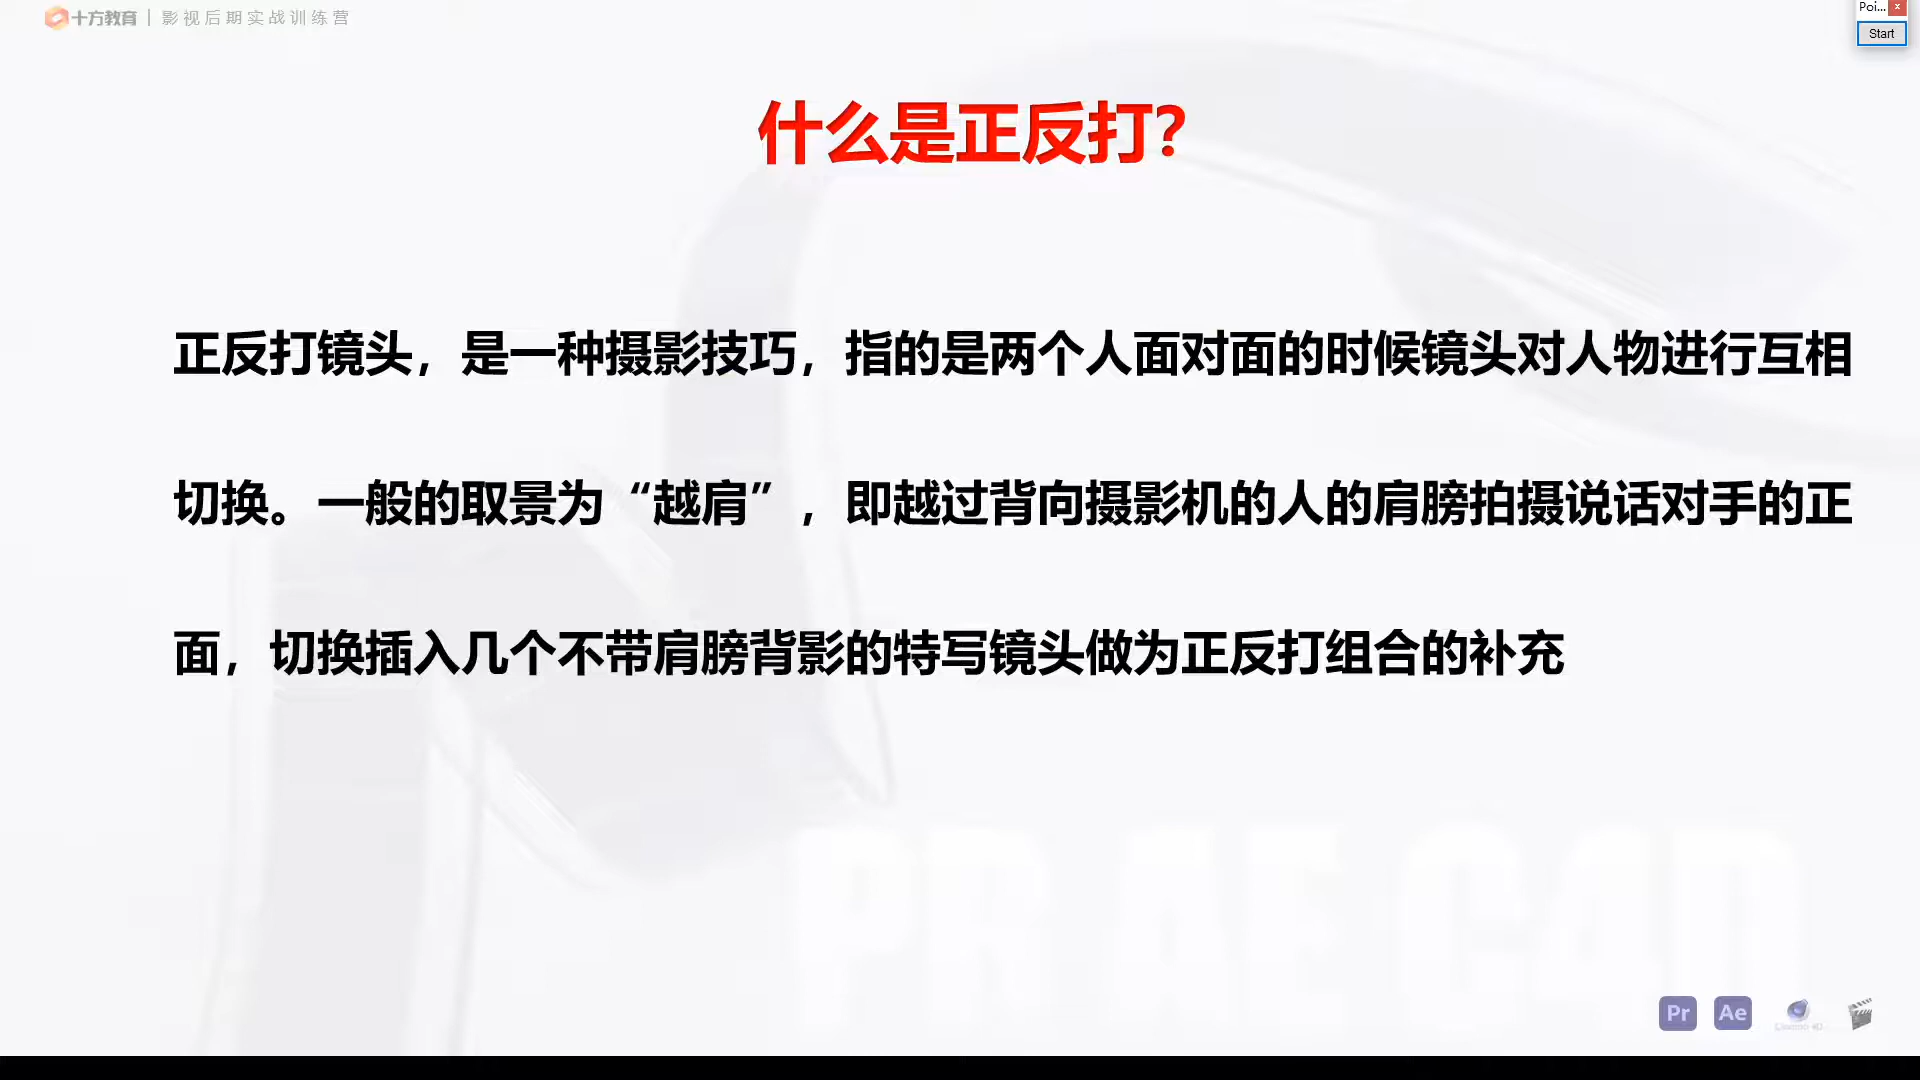 十方教育 | 影视后期实战训练营
Poi...
Start
什么是正反打?
正反打镜头，是一种摄影技巧，指的是两个人面对面的时候镜头对人物进行互相
切换。一般的取景为“越肩”，即越过背向摄影机的人的肩膀拍摄说话对手的正
面，切换插入几个不带肩膀背影的特写镜头做为正反打组合的补充
PR AE C4D
Pr Ae